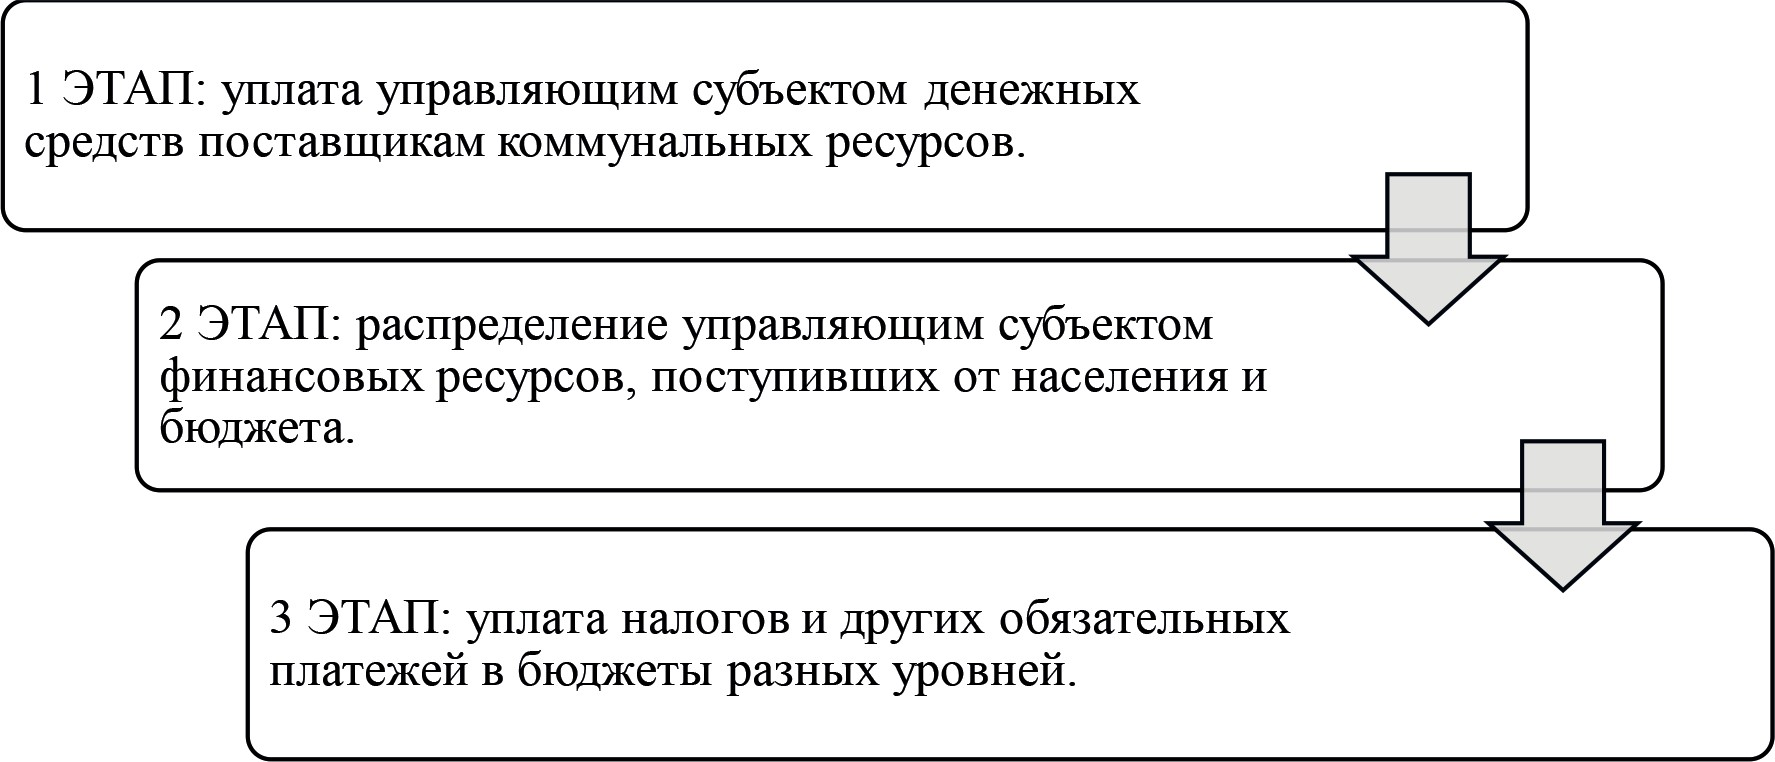 1 ЭТАП: уплата управляющим субъектом денежных
средств поставщикам коммунальных ресурсов.
2 ЭТАП: распределение управляющим субъектом
финансовых ресурсов, поступивших от населения и
бюджета.
3 ЭТАП: уплата налогов и других обязательных
платежей в бюджеты разных уровней.